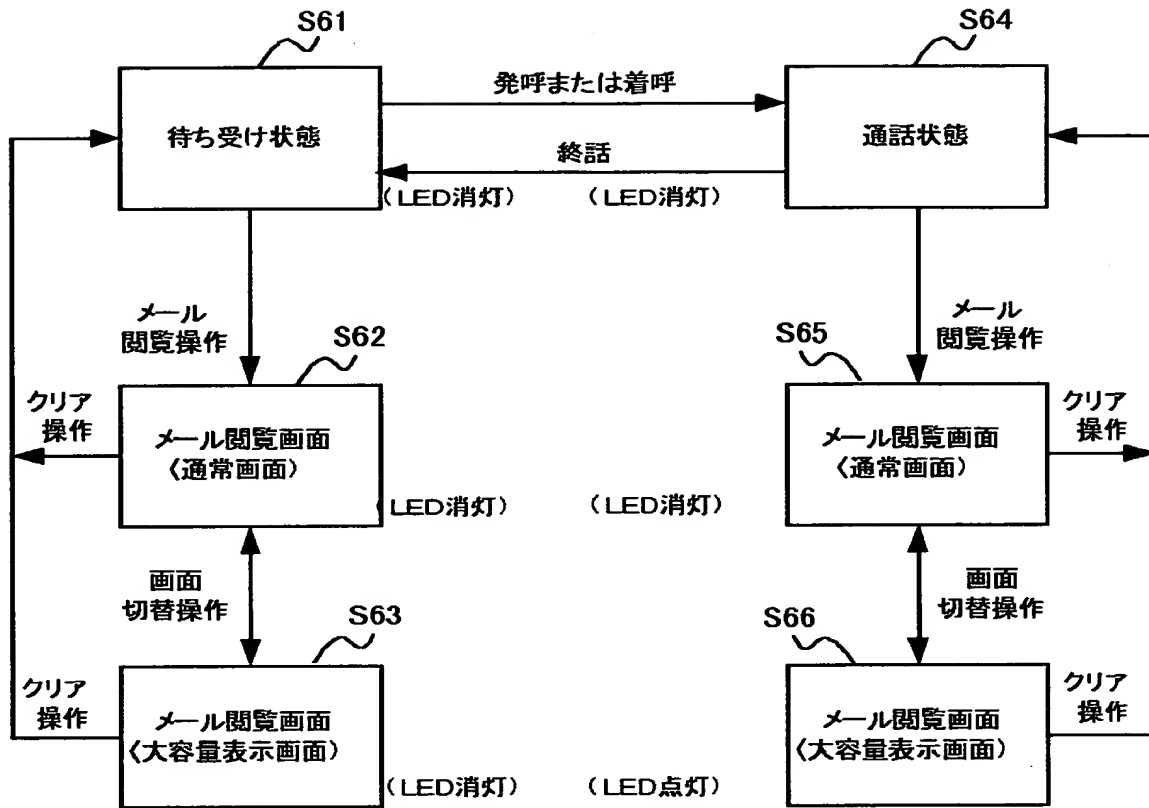 S61
S64
発呼または着呼
待ち受け状態
通話状態
終話
(LED消灯)
(LED消灯)
メール
閲覧操作
メール
閲覧操作
S62
S65
クリア
操作
メール閲覧画面
〈通常画面〉
メール閲覧画面
〈通常画面〉
クリア
操作
(LED消灯)
(LED消灯)
画面
切替操作
画面
切替操作
S63
S66
クリア
操作
メール閲覧画面
〈大容量表示画面〉
メール閲覧画面
〈大容量表示画面〉
クリア
操作
(LED消灯)
(LED点灯)